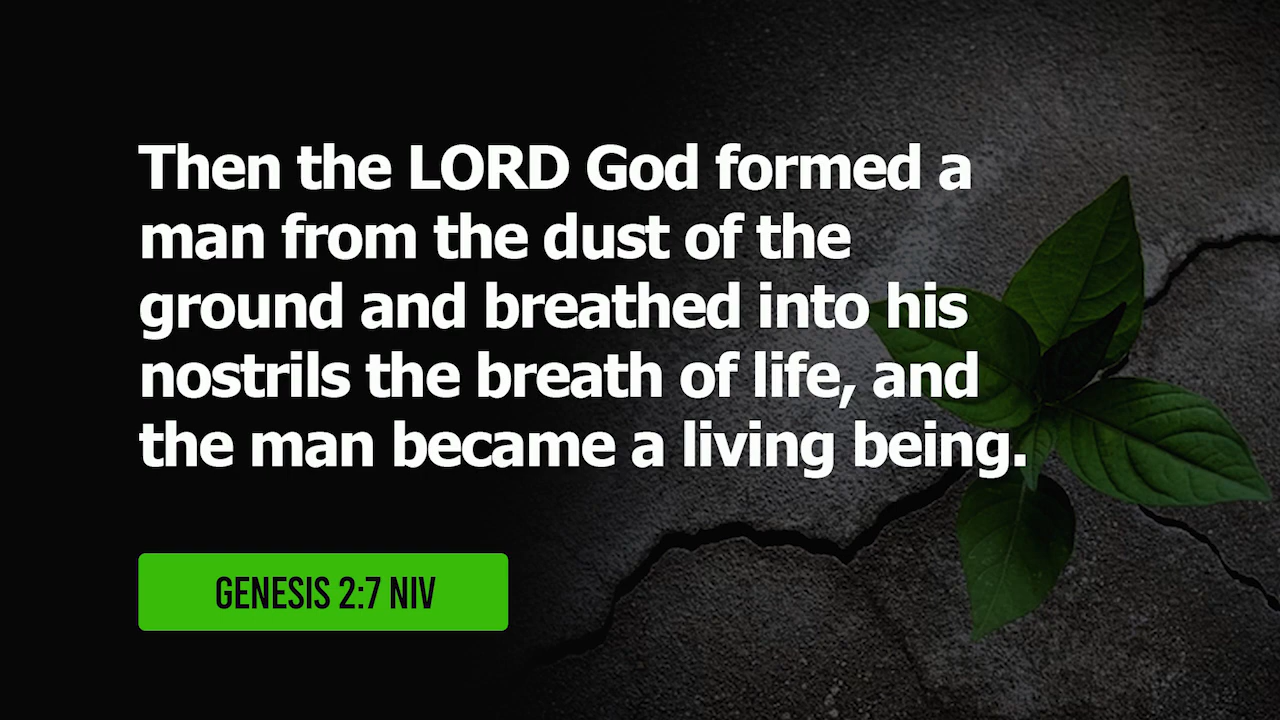 Then the LORD God formed a
man from the dust of the
ground and breathed into his
nostrils the breath of life, and
the man became a living being.
GENESIS 2:7 NIV